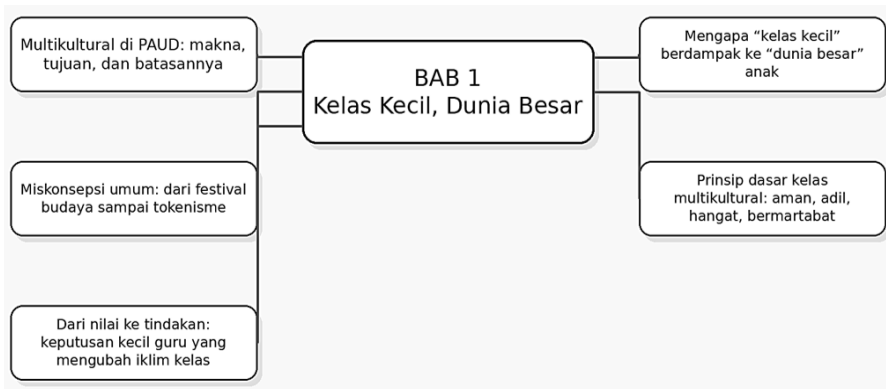 BAB 1
Kelas Kecil, Dunia Besar
Multikultural di PAUD: makna,
tujuan, dan batasannya
Miskonsepsi umum: dari festival
budaya sampai tokenisme
Dari nilai ke tindakan:
keputusan kecil guru yang
mengubah iklim kelas
Mengapa “kelas kecil”
berdampak ke “dunia besar”
anak
Prinsip dasar kelas
multikultural: aman, adil,
hangat, bermartabat